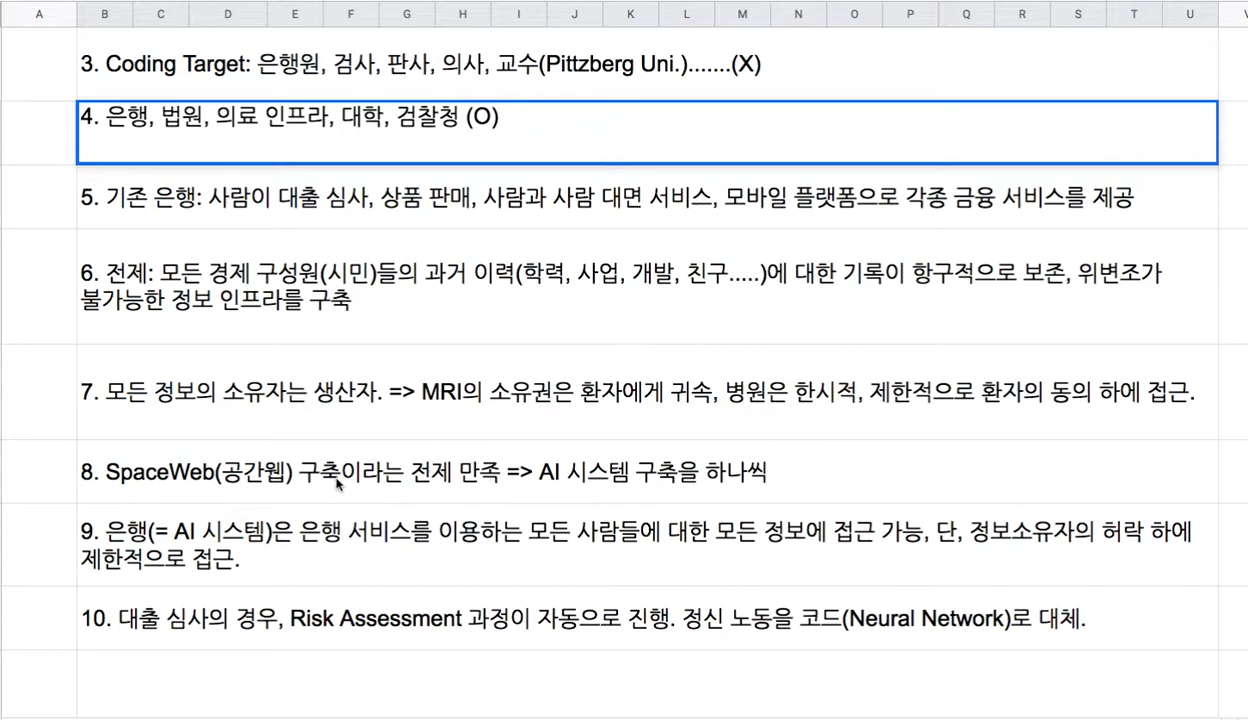 A B C D E F G H I J K L M N O P Q R S T U
3. Coding Target: 은행원, 검사, 판사, 의사, 교수(Pittzberg Uni.).......(X)
4. 은행, 법원, 의료 인프라, 대학, 검찰청 (O)
5. 기존 은행: 사람이 대출 심사, 상품 판매, 사람과 사람 대면 서비스, 모바일 플랫폼으로 각종 금융 서비스를 제공
6. 전제: 모든 경제 구성원(시민)들의 과거 이력(학력, 사업, 개발, 친구.....)에 대한 기록이 항구적으로 보존, 위변조가
불가능한 정보 인프라를 구축
7. 모든 정보의 소유자는 생산자. => MRI의 소유권은 환자에게 귀속, 병원은 한시적, 제한적으로 환자의 동의 하에 접근.
8. SpaceWeb(공간웹) 구축이라는 전제 만족 => AI 시스템 구축을 하나씩
9. 은행(= AI 시스템)은 은행 서비스를 이용하는 모든 사람들에 대한 모든 정보에 접근 가능, 단, 정보소유자의 허락 하에
제한적으로 접근.
10. 대출 심사의 경우, Risk Assessment 과정이 자동으로 진행. 정신 노동을 코드(Neural Network)로 대체.